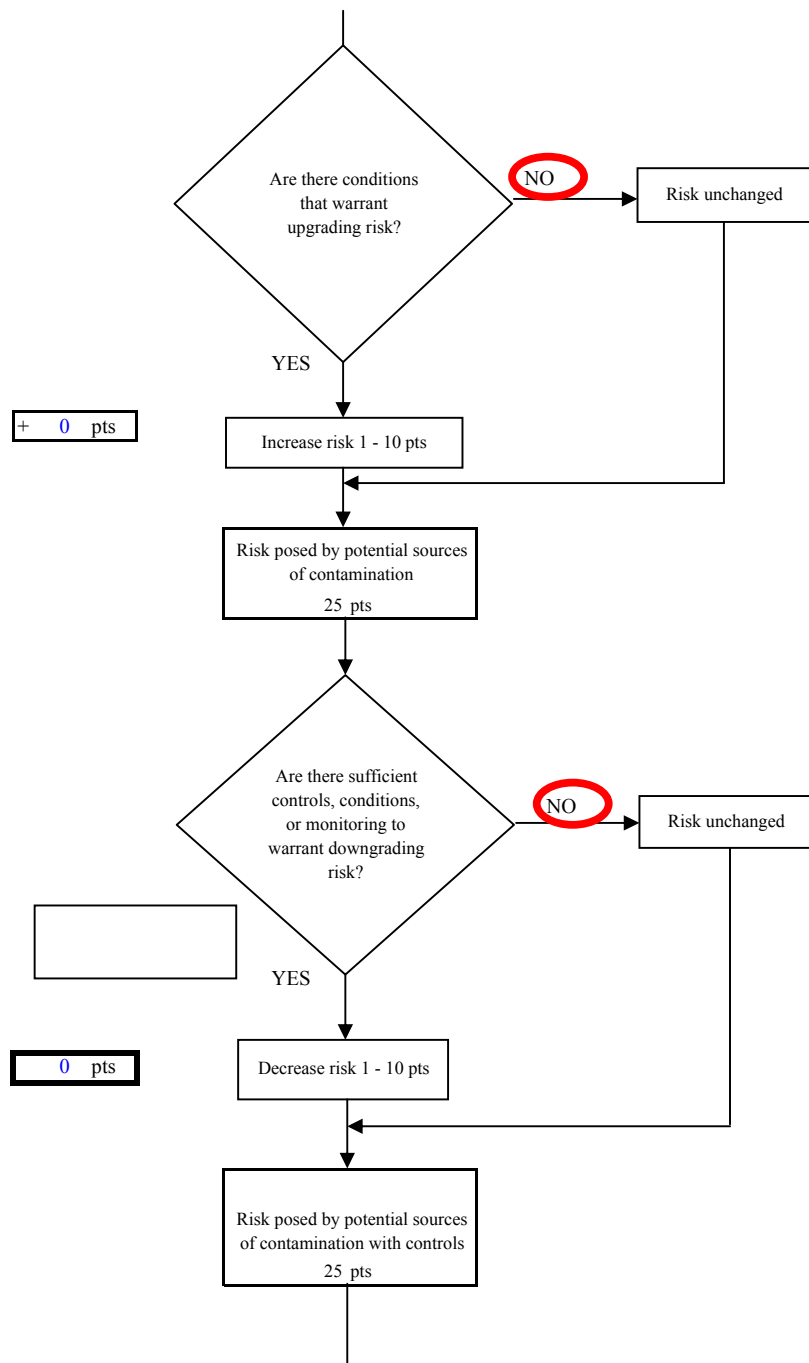 Are there conditions
that warrant
upgrading risk?
NO
Risk unchanged
YES
+ 0 pts
Increase risk 1 - 10 pts
Risk posed by potential sources
of contamination
25 pts
Are there sufficient
controls, conditions,
or monitoring to
warrant downgrading
risk?
NO
Risk unchanged
YES
0 pts
Decrease risk 1 - 10 pts
Risk posed by potential sources
of contamination with controls
25 pts